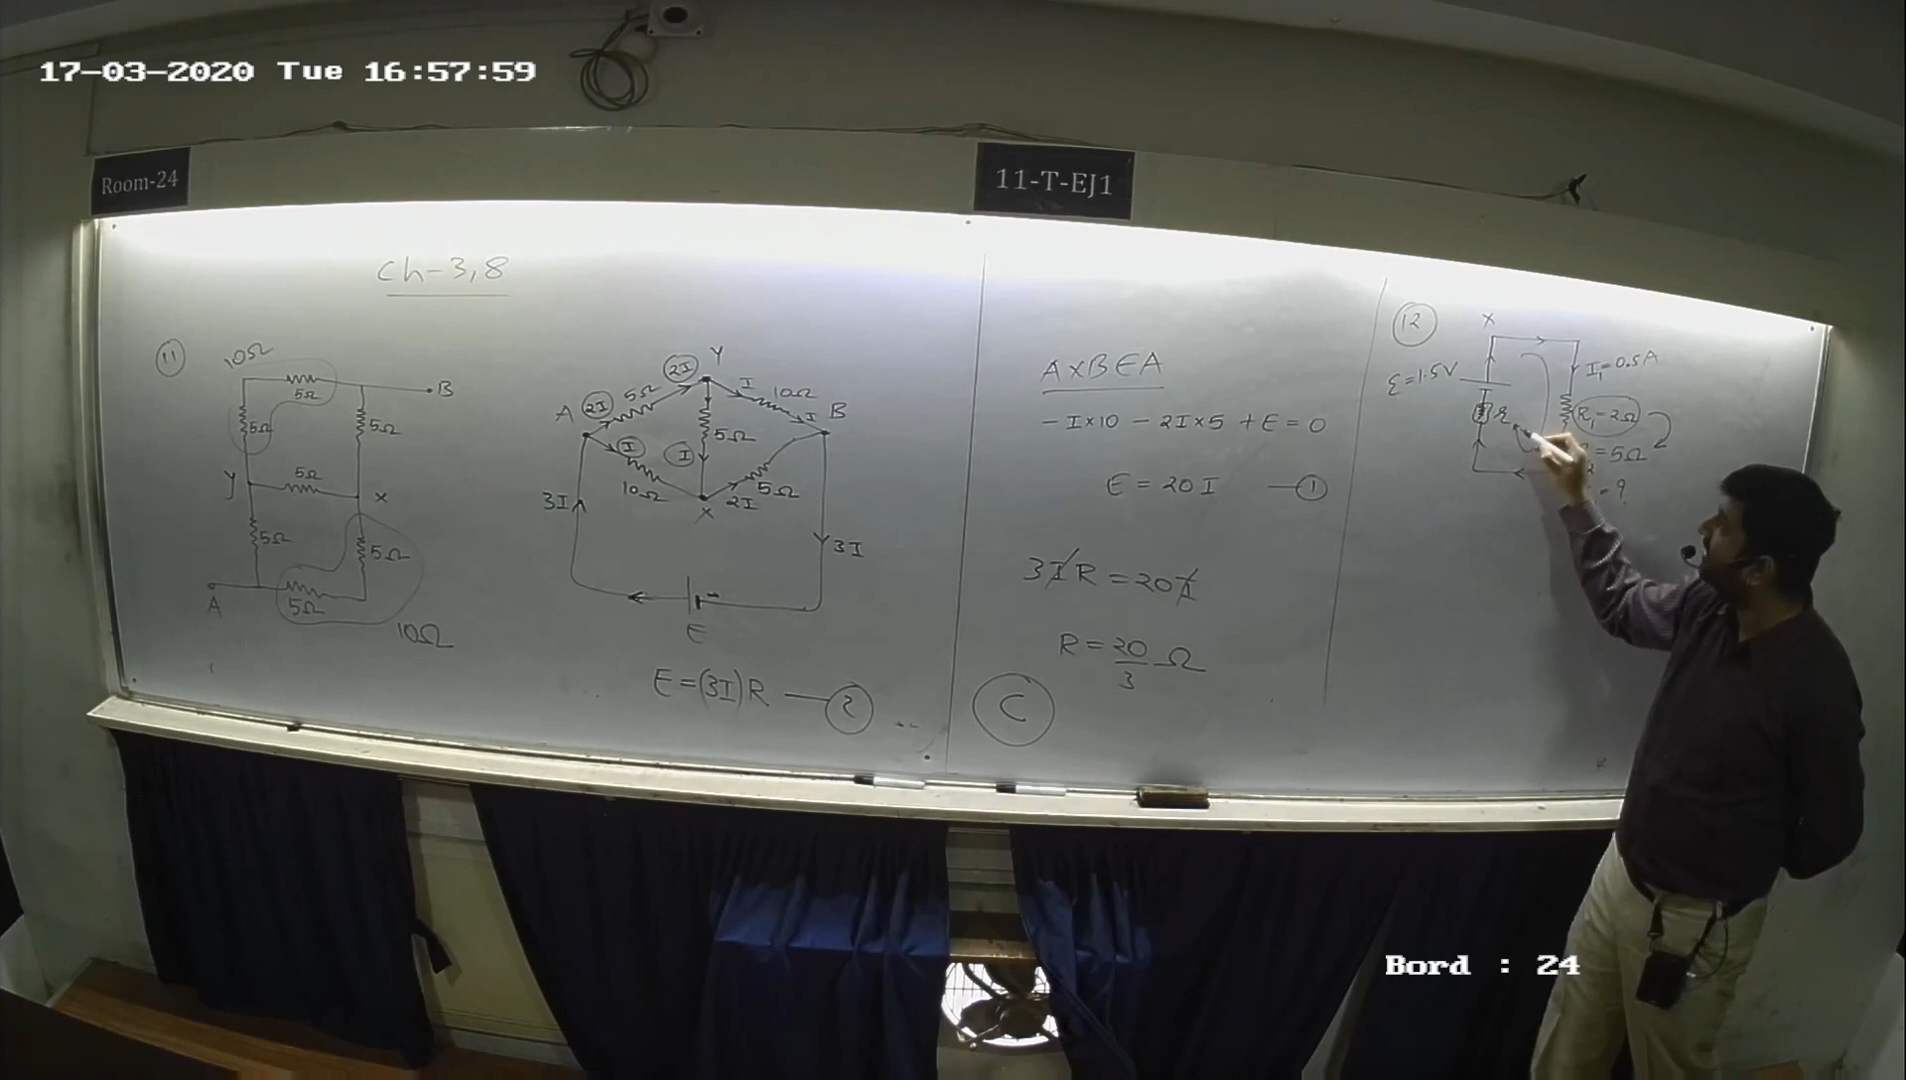 17-03-2020 Tue 16:57:59
Room-24
11-T-EJ1
Ch-3,8
11
10Ω
5Ω
B
5Ω
5Ω
y
5Ω
x
5Ω
5Ω
A
5Ω
10Ω
Y
2I
I
10Ω
A
2I
5Ω
I
B
I
5Ω
I
10Ω
5Ω
3I
X
2I
3I
E
E=(3I)R — 2
AXBEA
-I×10 - 2I×5 + E = 0
E = 20I — 1
3IR = 20I
R = 20/3 Ω
C
12
X
ε=1.5V
I₁=0.5A
r
R₁-2Ω
=5Ω
- ?
Bord : 24